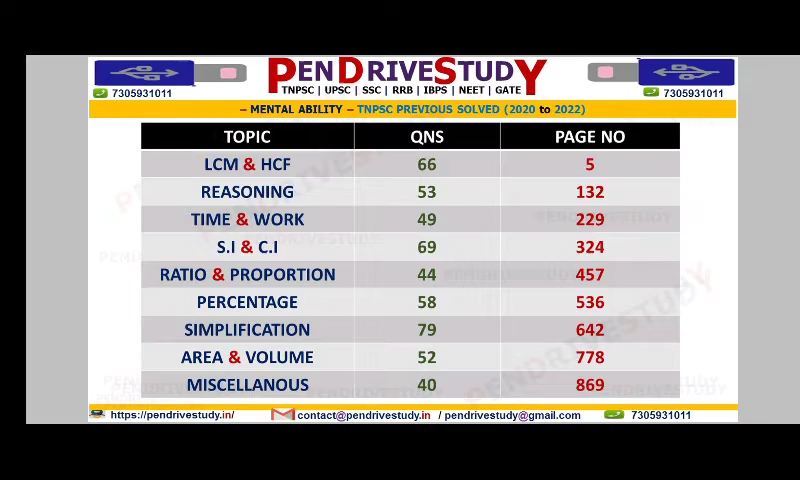 PENDRIVESTUDY
TNPSC | UPSC | SSC | RRB | IBPS | NEET | GATE
7305931011
7305931011
– MENTAL ABILITY – TNPSC PREVIOUS SOLVED (2020 to 2022)
TOPIC QNS PAGE NO
LCM & HCF 66 5
REASONING 53 132
TIME & WORK 49 229
S.I & C.I 69 324
RATIO & PROPORTION 44 457
PERCENTAGE 58 536
SIMPLIFICATION 79 642
AREA & VOLUME 52 778
MISCELLANOUS 40 869
https://pendrivestudy.in/ contact@pendrivestudy.in / pendrivestudy@gmail.com 7305931011